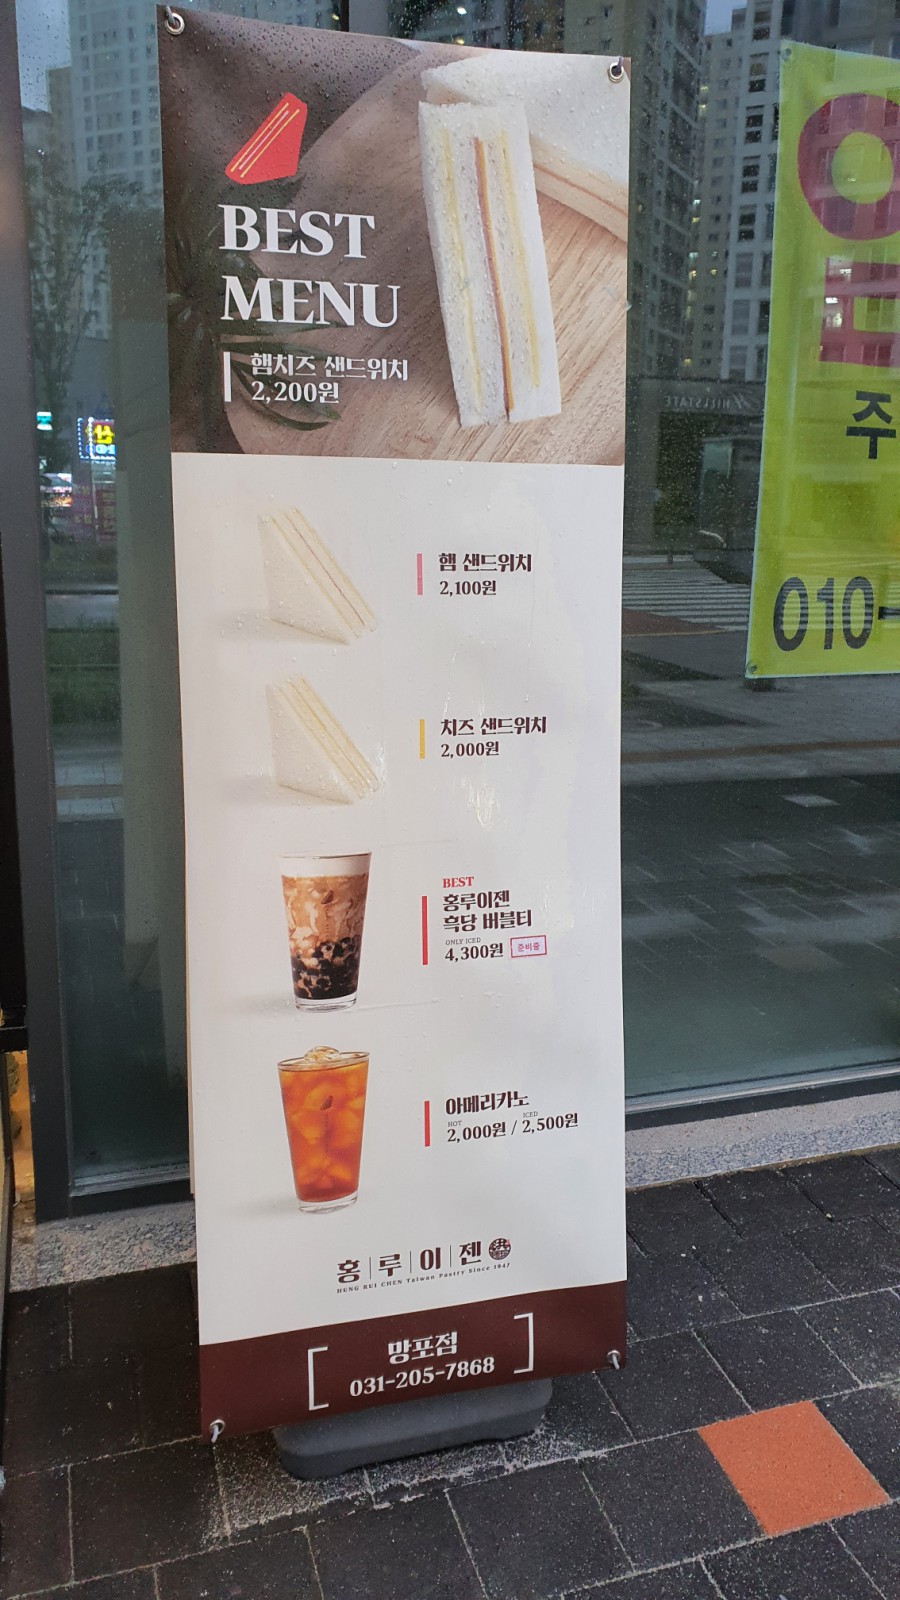 BEST
MENU
햄치즈 샌드위치
2,200원
햄 샌드위치
2,100원
치즈 샌드위치
2,000원
BEST
홍루이젠
흑당 버블티
ONLY ICED
4,300원 준비중
아메리카노
HOT ICED
2,000원 / 2,500원
홍루이젠
HUNG RUI CHEN Taiwan Pastry Since 1947
망포점
031-205-7868
주
010-
HILLSTATE